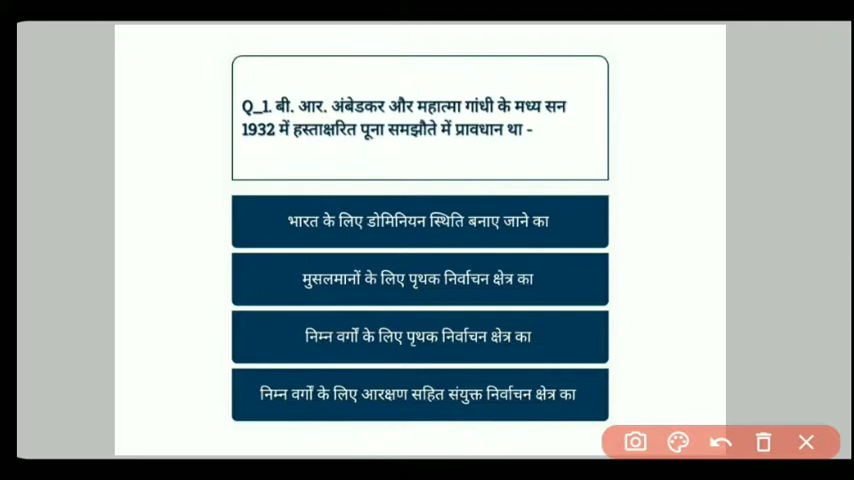 Q_1. बी. आर. अंबेडकर और महात्मा गांधी के मध्य सन
1932 में हस्ताक्षरित पूना समझौते में प्रावधान था -
भारत के लिए डोमिनियन स्थिति बनाए जाने का
मुसलमानों के लिए पृथक निर्वाचन क्षेत्र का
निम्न वर्गों के लिए पृथक निर्वाचन क्षेत्र का
निम्न वर्गों के लिए आरक्षण सहित संयुक्त निर्वाचन क्षेत्र का